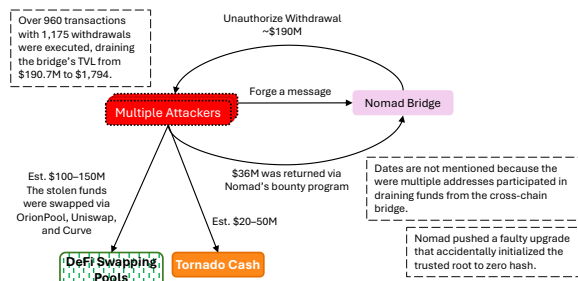 Over 960 transactions
with 1,175 withdrawals
were executed, draining
the bridge's TVL from
$190.7M to $1,794.
Unauthorize Withdrawal
~$190M
Forge a message
Multiple Attackers
Nomad Bridge
$36M was returned via
Nomad's bounty program
Est. $100–150M
The stolen funds
were swapped via
OrionPool, Uniswap,
and Curve
Est. $20–50M
Dates are not mentioned because the
were multiple addresses participated in
draining funds from the cross-chain
bridge.
Nomad pushed a faulty upgrade
that accidentally initialized the
trusted root to zero hash.
DeFi Swapping
Pools
Tornado Cash